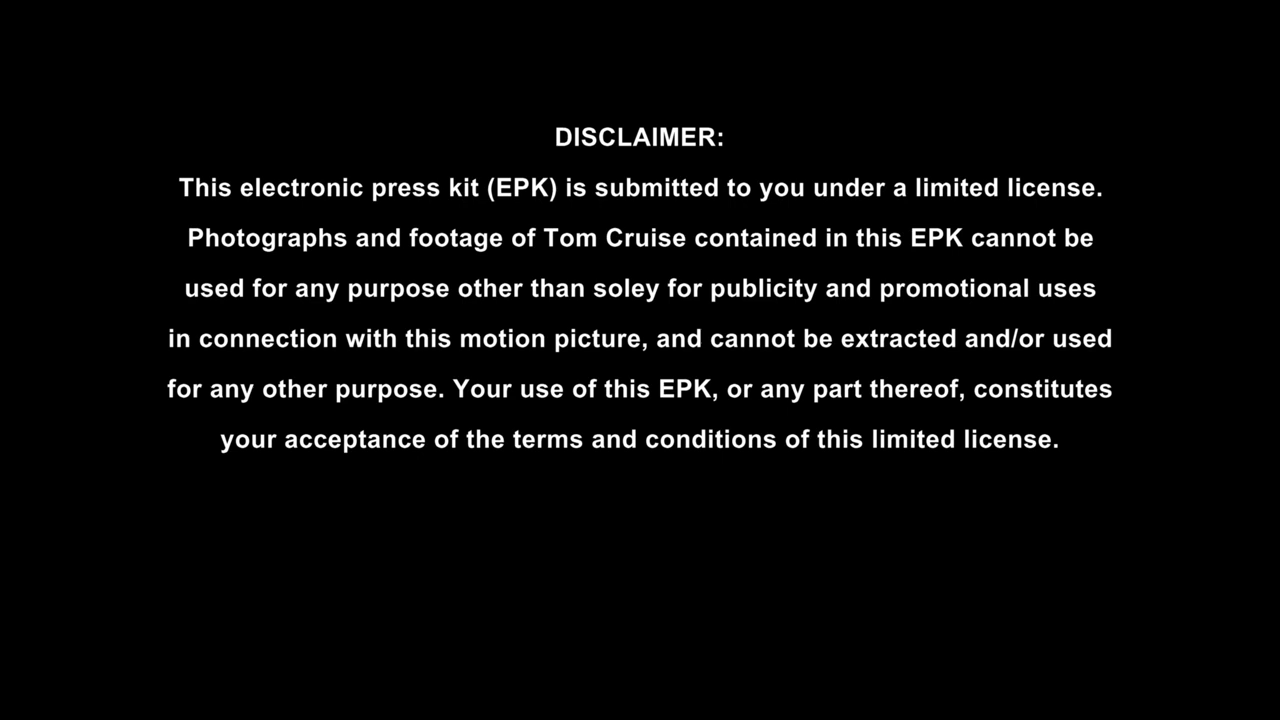 DISCLAIMER:
This electronic press kit (EPK) is submitted to you under a limited license.
Photographs and footage of Tom Cruise contained in this EPK cannot be
used for any purpose other than soley for publicity and promotional uses
in connection with this motion picture, and cannot be extracted and/or used
for any other purpose. Your use of this EPK, or any part thereof, constitutes
your acceptance of the terms and conditions of this limited license.